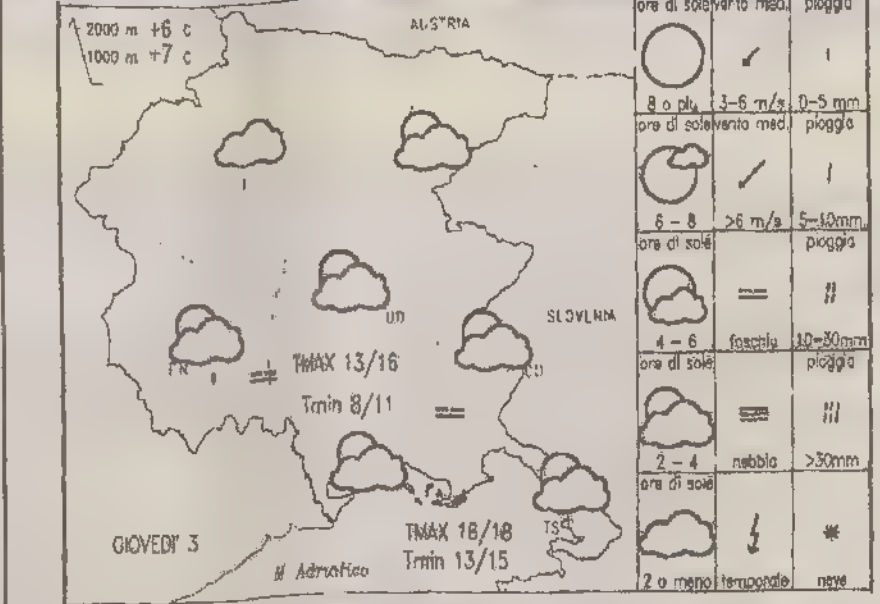 2000 m +6 c
1000 m +7 c
AUSTRIA
UD
SLOVENIA
PN
TMAX 13/16
Tmin 8/11
TS
GIOVEDI' 3
TMAX 16/18
Tmin 13/15
M Adriatico
ore di sole vento med. pioggia
8 o più 3-6 m/s 0-5 mm
ore di sole vento med. pioggia
6 - 8 >6 m/s 5-10mm
ore di sole pioggia
4 - 6 foschia 10-30mm
ore di sole pioggia
2 - 4 nebbia >30mm
ore di sole
2 o meno temporale neve